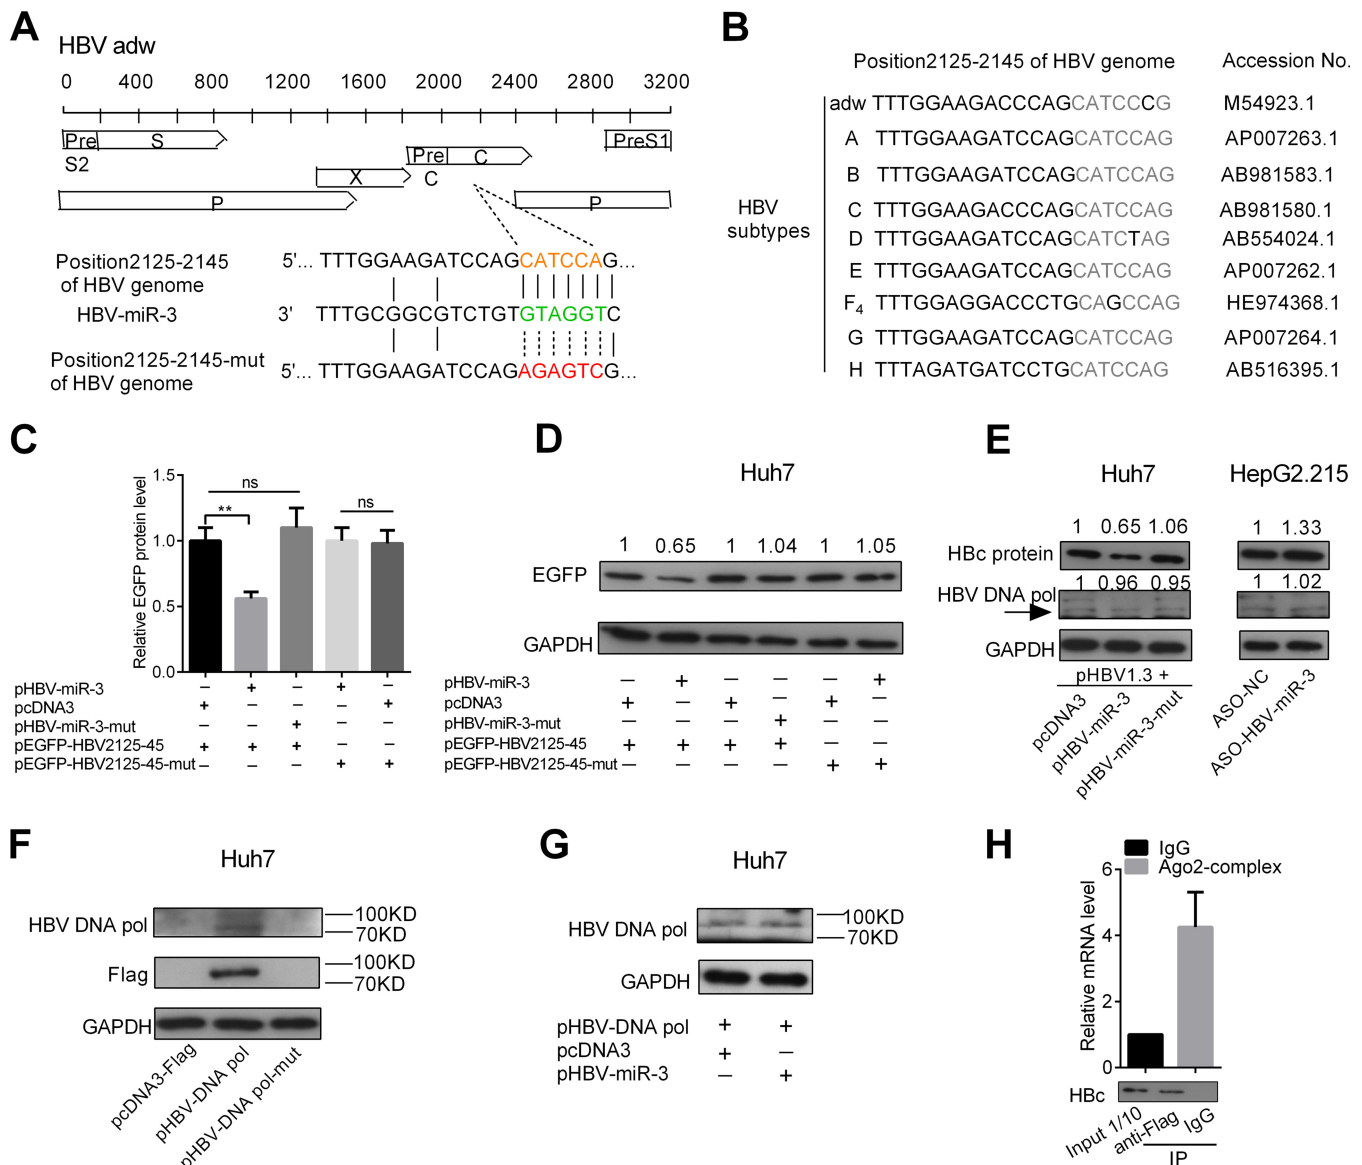 A
HBV adw
0 400 800 1200 1600 2000 2400 2800 3200
Pre S
S2
PreS1
Pre C
C
X
P
P
Position2125-2145
of HBV genome
5'... TTTGGAAGATCCAGCATCCAG...
HBV-miR-3
3' TTTGCGGCGTCTGTGTAGGTC
Position2125-2145-mut
of HBV genome
5'... TTTGGAAGATCCAGAGAGTCG...
B
Position2125-2145 of HBV genome Accession No.
HBV
subtypes
adw TTTGGAAGACCCAGCATCCCG M54923.1
A TTTGGAAGATCCAGCATCCAG AP007263.1
B TTTGGAAGATCCAGCATCCAG AB981583.1
C TTTGGAAGACCCAGCATCCAG AB981580.1
D TTTGGAAGATCCAGCATCTAG AB554024.1
E TTTGGAAGATCCAGCATCCAG AP007262.1
F4 TTTGGAGGACCCTGCAGCCAG HE974368.1
G TTTGGAAGATCCAGCATCCAG AP007264.1
H TTTAGATGATCCTGCATCCAG AB516395.1
C
Relative EGFP protein level
1.5
1.0
0.5
0.0
ns
**
ns
pHBV-miR-3 – + – + –
pcDNA3 + – – – +
pHBV-miR-3-mut – – + – –
pEGFP-HBV2125-45 + + + – –
pEGFP-HBV2125-45-mut – – – + +
D
Huh7
1 0.65 1 1.04 1 1.05
EGFP
GAPDH
pHBV-miR-3 – + – – – +
pcDNA3 + – + – + –
pHBV-miR-3-mut – – – + – –
pEGFP-HBV2125-45 + + + + – –
pEGFP-HBV2125-45-mut – – – – + +
E
Huh7 HepG2.215
1 0.65 1.06 1 1.33
HBc protein
1 0.96 0.95 1 1.02
HBV DNA pol
GAPDH
pHBV1.3 +
pcDNA3
pHBV-miR-3
pHBV-miR-3-mut
ASO-NC
ASO-HBV-miR-3
F
Huh7
HBV DNA pol
100KD
70KD
Flag
100KD
70KD
GAPDH
pcDNA3-Flag
pHBV-DNA pol
pHBV-DNA pol-mut
G
Huh7
HBV DNA pol
100KD
70KD
GAPDH
pHBV-DNA pol + +
pcDNA3 + –
pHBV-miR-3 – +
H
IgG
Ago2-complex
Relative mRNA level
6
4
2
0
HBc
Input 1/10
anti-Flag
IgG
IP